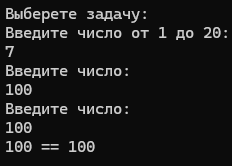 Выберете задачу:
Введите число от 1 до 20:
7
Введите число:
100
Введите число:
100
100 == 100